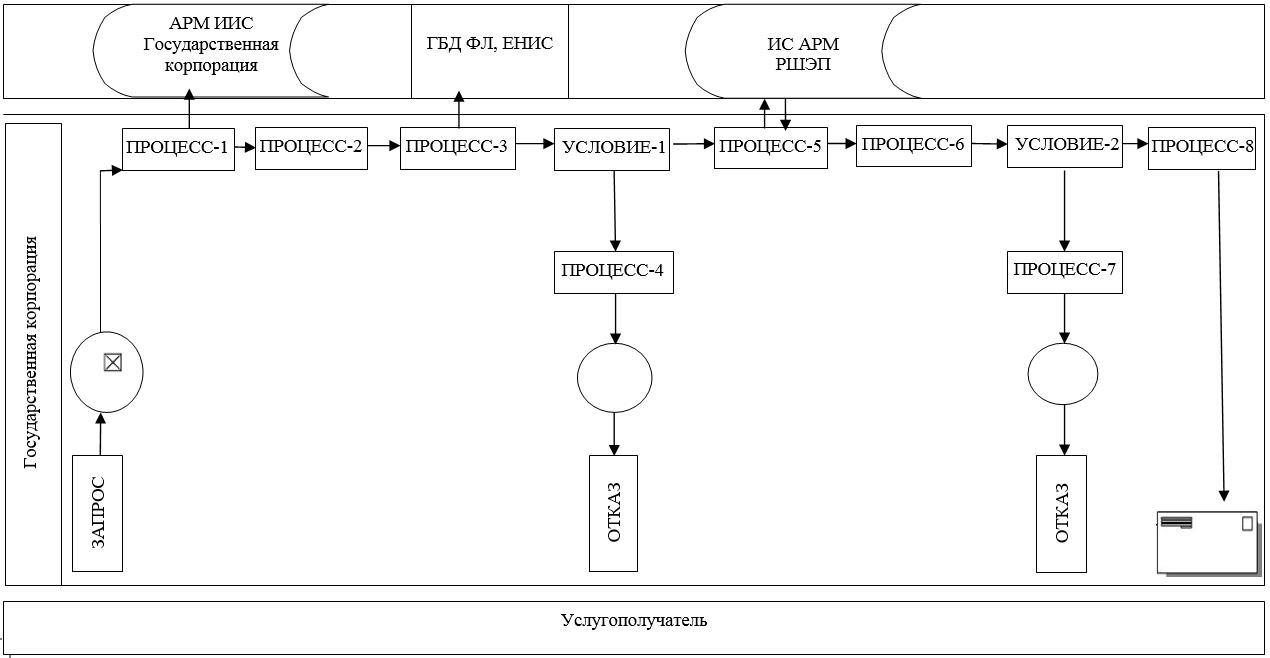 АРМ ИИС
Государственная
корпорация
ГБД ФЛ, ЕНИС
ИС АРМ
РШЭП
ПРОЦЕСС-1
ПРОЦЕСС-2
ПРОЦЕСС-3
УСЛОВИЕ-1
ПРОЦЕСС-5
ПРОЦЕСС-6
УСЛОВИЕ-2
ПРОЦЕСС-8
ПРОЦЕСС-4
ПРОЦЕСС-7
Государственная корпорация
ЗАПРОС
ОТКАЗ
ОТКАЗ
Услугополучатель